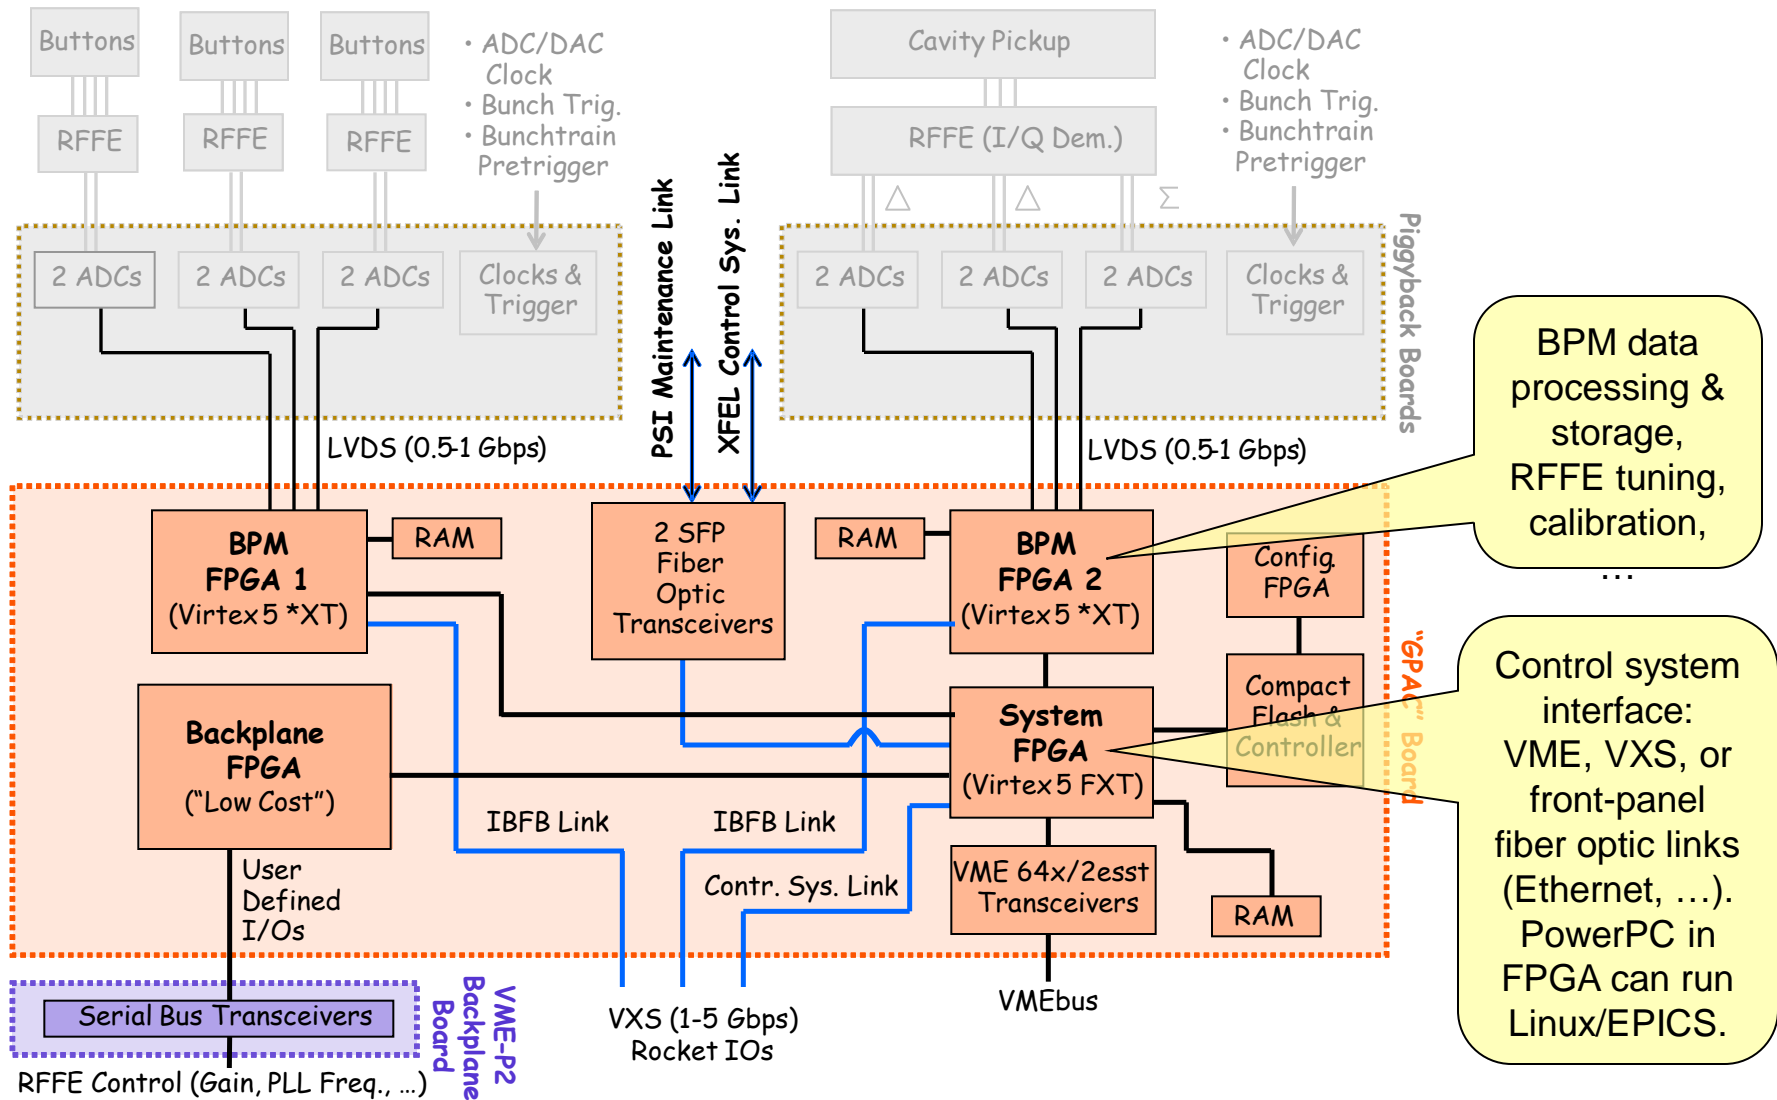 Buttons
Buttons
Buttons
• ADC/DAC
Clock
• Bunch Trig.
• Bunchtrain
Pretrigger
RFFE
RFFE
RFFE
Cavity Pickup
RFFE (I/Q Dem.)
• ADC/DAC
Clock
• Bunch Trig.
• Bunchtrain
Pretrigger
Δ
Δ
Σ
2 ADCs
2 ADCs
2 ADCs
Clocks &
Trigger
PSI Maintenance Link
XFEL Control Sys. Link
2 ADCs
2 ADCs
2 ADCs
Clocks &
Trigger
Piggyback Boards
LVDS (0.5-1 Gbps)
LVDS (0.5-1 Gbps)
BPM data
processing &
storage,
RFFE tuning,
calibration,
...
BPM
FPGA 1
(Virtex 5 *XT)
RAM
2 SFP
Fiber
Optic
Transceivers
RAM
BPM
FPGA 2
(Virtex 5 *XT)
Config.
FPGA
"GPAC" Board
Backplane
FPGA
("Low Cost")
System
FPGA
(Virtex 5 FXT)
Compact
Flash &
Controller
Control system
interface:
VME, VXS, or
front-panel
fiber optic links
(Ethernet, ...).
PowerPC in
FPGA can run
Linux/EPICS.
IBFB Link
IBFB Link
Contr. Sys. Link
VME 64x/2esst
Transceivers
RAM
User
Defined
I/Os
Serial Bus Transceivers
VME-P2
Backplane
Board
VXS (1-5 Gbps)
Rocket IOs
VMEbus
RFFE Control (Gain, PLL Freq., ...)